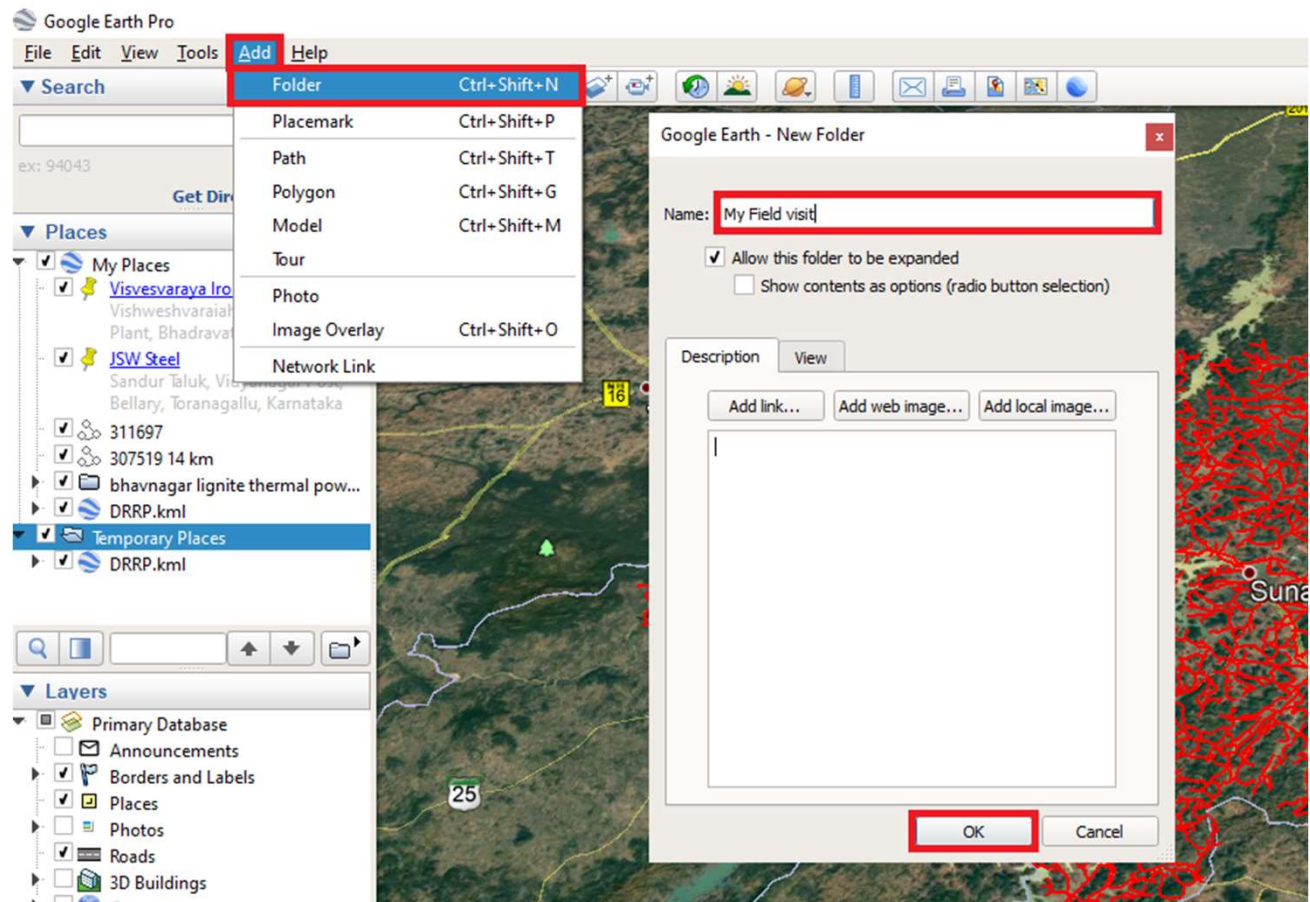 Google Earth Pro
File Edit View Tools Add Help
Search
Folder Ctrl+Shift+N
Placemark Ctrl+Shift+P
Path Ctrl+Shift+T
Polygon Ctrl+Shift+G
Model Ctrl+Shift+M
Tour
Photo
Image Overlay Ctrl+Shift+O
Network Link
ex: 94043
Get Dire
Places
My Places
Visvesvaraya Iro
Vishweshvaraiah
Plant, Bhadravat
JSW Steel
Sandur Taluk,
Bellary, Toranagallu, Karnataka
311697
307519 14 km
bhavnagar lignite thermal pow...
DRRP.kml
Temporary Places
DRRP.kml
Layers
Primary Database
Announcements
Borders and Labels
Places
Photos
Roads
3D Buildings
16
25
Suna
Google Earth - New Folder
x
Name: My Field visit
Allow this folder to be expanded
Show contents as options (radio button selection)
Description View
Add link... Add web image... Add local image...
OK Cancel